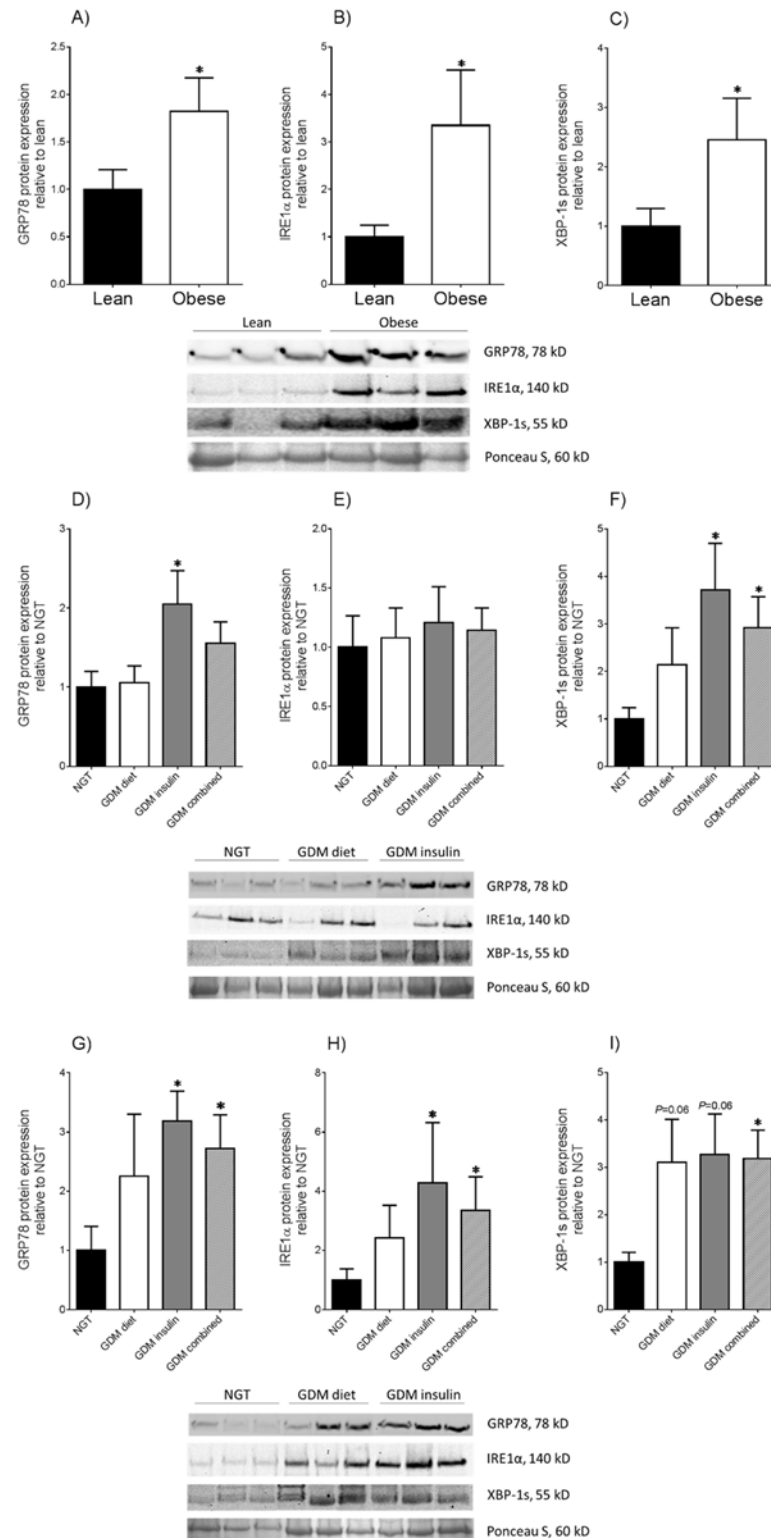 A)
GRP78 protein expression
relative to lean
2.5
2.0
1.5
1.0
0.5
0.0
*
Lean
Obese
B)
IRE1α protein expression
relative to lean
5
4
3
2
1
0
*
Lean
Obese
C)
XBP-1s protein expression
relative to lean
4
3
2
1
0
*
Lean
Obese
Lean
Obese
GRP78, 78 kD
IRE1α, 140 kD
XBP-1s, 55 kD
Ponceau S, 60 kD
D)
GRP78 protein expression
relative to NGT
3
2
1
0
*
NGT
GDM diet
GDM insulin
GDM combined
E)
IRE1α protein expression
relative to NGT
2.0
1.5
1.0
0.5
0.0
NGT
GDM diet
GDM insulin
GDM combined
F)
XBP-1s protein expression
relative to NGT
5
4
3
2
1
0
*
*
NGT
GDM diet
GDM insulin
GDM combined
NGT
GDM diet
GDM insulin
GRP78, 78 kD
IRE1α, 140 kD
XBP-1s, 55 kD
Ponceau S, 60 kD
G)
GRP78 protein expression
relative to NGT
4
3
2
1
0
*
*
NGT
GDM diet
GDM insulin
GDM combined
H)
IRE1α protein expression
relative to NGT
8
6
4
2
0
*
*
NGT
GDM diet
GDM insulin
GDM combined
I)
XBP-1s protein expression
relative to NGT
5
4
3
2
1
0
P=0.06
P=0.06
*
NGT
GDM diet
GDM insulin
GDM combined
NGT
GDM diet
GDM insulin
GRP78, 78 kD
IRE1α, 140 kD
XBP-1s, 55 kD
Ponceau S, 60 kD